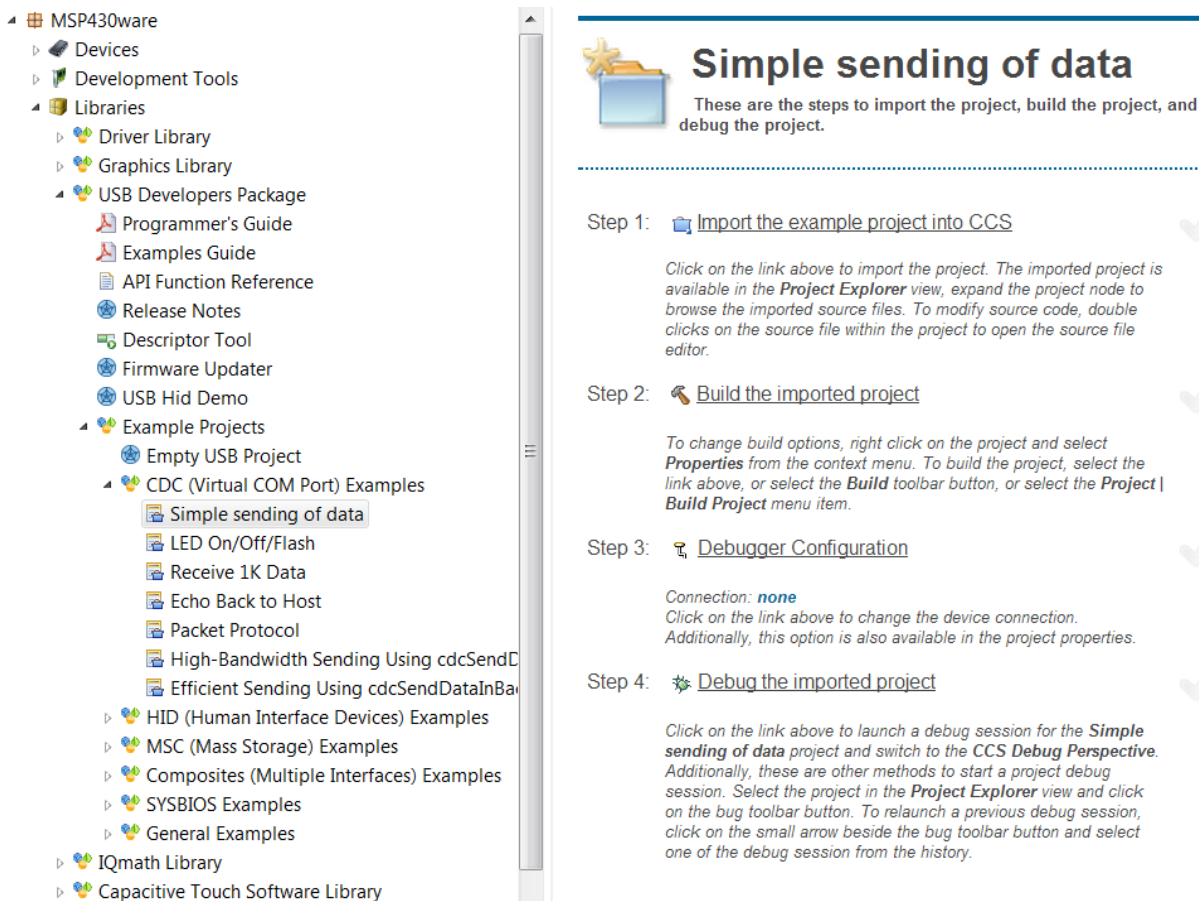 MSP430ware
Devices
Development Tools
Libraries
Driver Library
Graphics Library
USB Developers Package
Programmer's Guide
Examples Guide
API Function Reference
Release Notes
Descriptor Tool
Firmware Updater
USB Hid Demo
Example Projects
Empty USB Project
CDC (Virtual COM Port) Examples
Simple sending of data
LED On/Off/Flash
Receive 1K Data
Echo Back to Host
Packet Protocol
High-Bandwidth Sending Using cdcSendD
Efficient Sending Using cdcSendDataInBa
HID (Human Interface Devices) Examples
MSC (Mass Storage) Examples
Composites (Multiple Interfaces) Examples
SYSBIOS Examples
General Examples
IQmath Library
Capacitive Touch Software Library
Simple sending of data
These are the steps to import the project, build the project, and
debug the project.
Step 1: Import the example project into CCS
Click on the link above to import the project. The imported project is
available in the Project Explorer view, expand the project node to
browse the imported source files. To modify source code, double
clicks on the source file within the project to open the source file
editor.
Step 2: Build the imported project
To change build options, right click on the project and select
Properties from the context menu. To build the project, select the
link above, or select the Build toolbar button, or select the Project |
Build Project menu item.
Step 3: Debugger Configuration
Connection: none
Click on the link above to change the device connection.
Additionally, this option is also available in the project properties.
Step 4: Debug the imported project
Click on the link above to launch a debug session for the Simple
sending of data project and switch to the CCS Debug Perspective.
Additionally, these are other methods to start a project debug
session. Select the project in the Project Explorer view and click
on the bug toolbar button. To relaunch a previous debug session,
click on the small arrow beside the bug toolbar button and select
one of the debug session from the history.